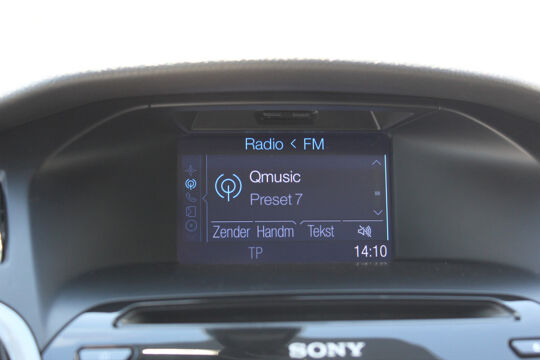 Radio < FM
Qmusic
Preset 7
Zender Handm Tekst
TP 14:10
SONY